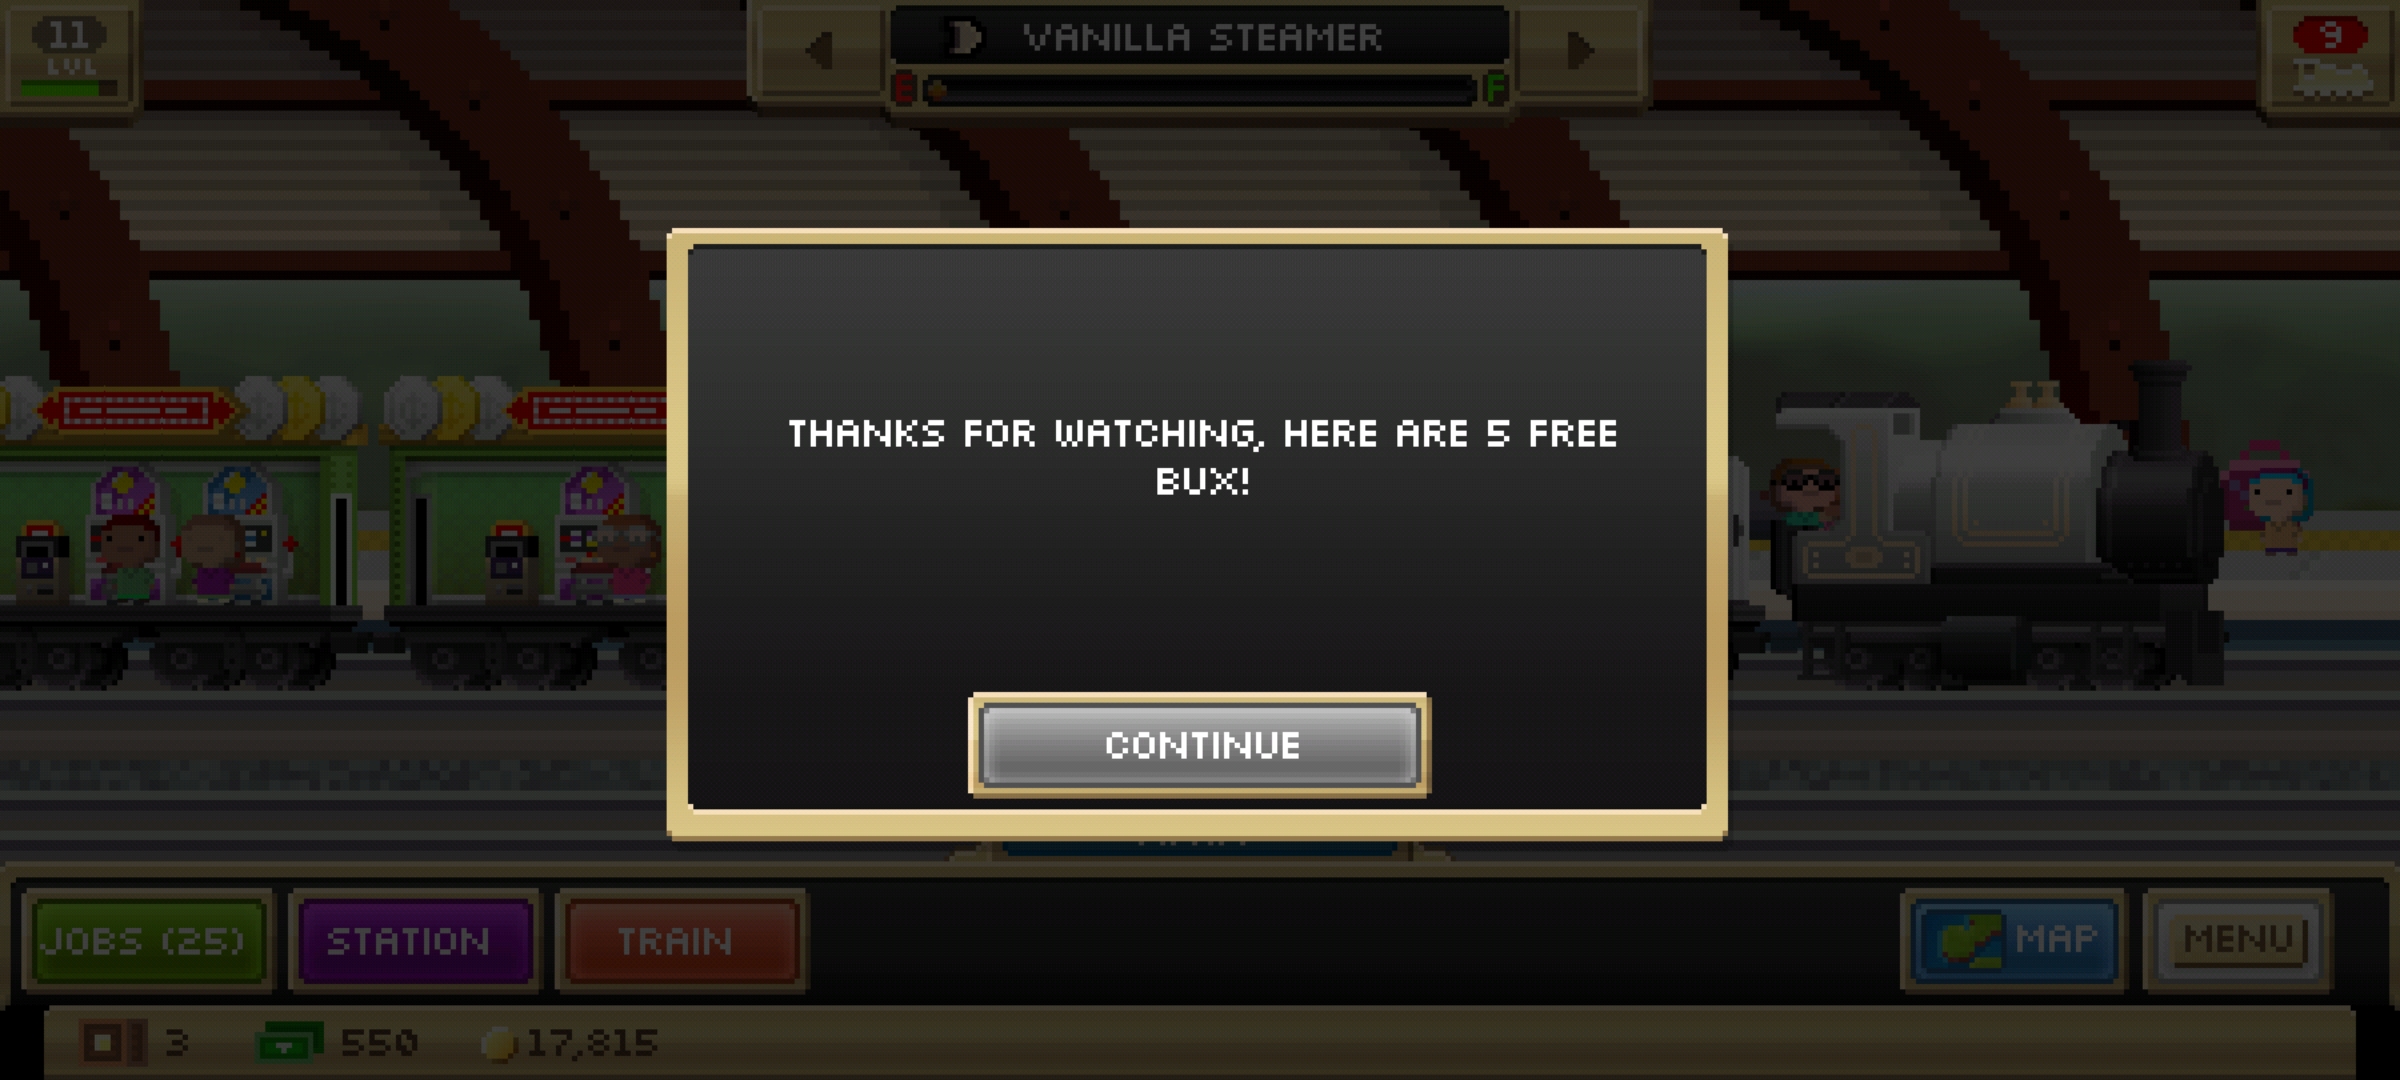 11
LVL
VANILLA STEAMER
E
F
9
THANKS FOR WATCHING, HERE ARE 5 FREE
BUX!
CONTINUE
JOBS (25)
STATION
TRAIN
MAP
MENU
3
550
17,815